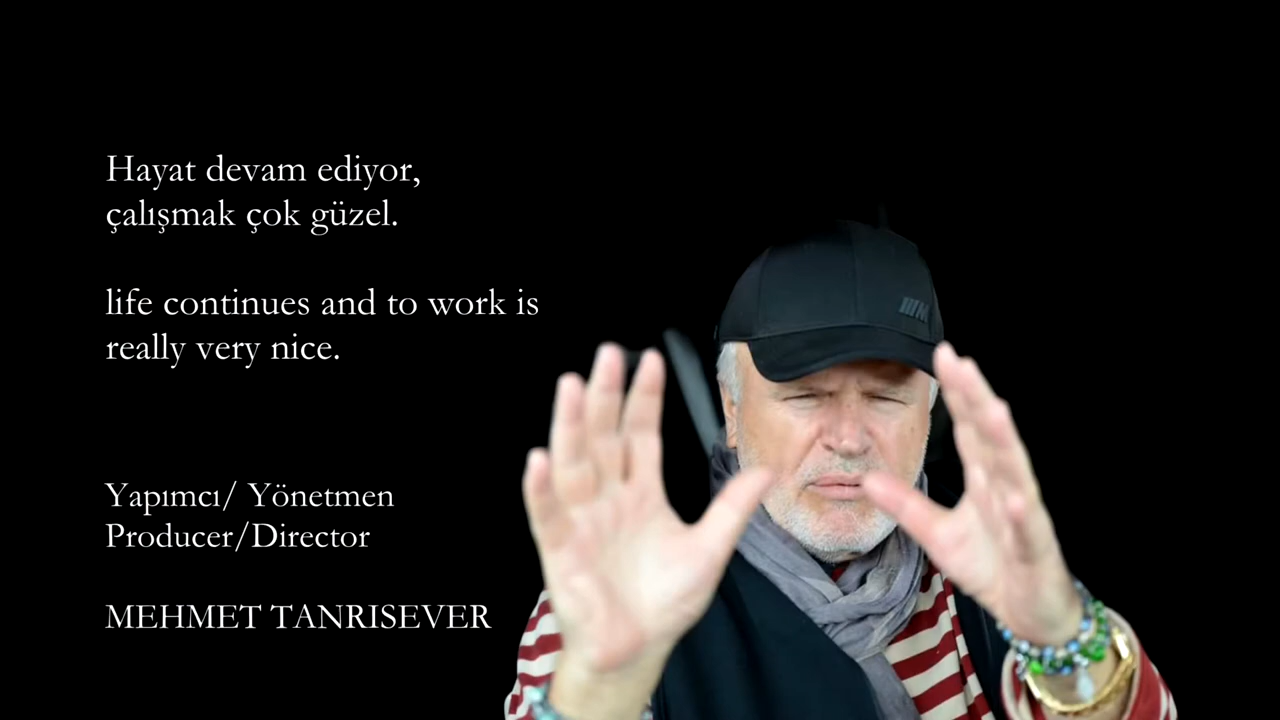 Hayat devam ediyor,
çalışmak çok güzel.
life continues and to work is
really very nice.
Yapımcı/ Yönetmen
Producer/Director
MEHMET TANRISEVER